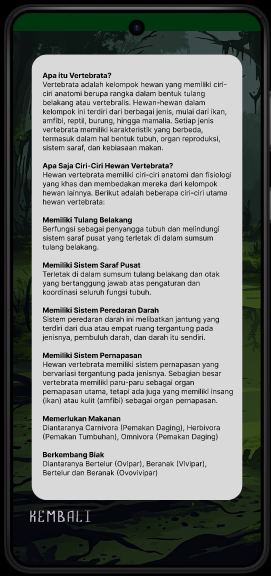 Apa itu Vertebrata?
Vertebrata adalah kelompok hewan yang memiliki ciri-
ciri anatomi berupa rangka dalam bentuk tulang
belakang atau vertebralis. Hewan-hewan dalam
kelompok ini terdiri dari berbagai jenis, mulai dari ikan,
amfibi, reptil, burung, hingga mamalia. Setiap jenis
vertebrata memiliki karakteristik yang berbeda,
termasuk dalam hal bentuk tubuh, organ reproduksi,
sistem saraf, dan kebiasaan makan.
Apa Saja Ciri-Ciri Hewan Vertebrata?
Hewan vertebrata memiliki ciri-ciri anatomi dan fisiologi
yang khas dan membedakan mereka dari kelompok
hewan lainnya. Berikut adalah beberapa ciri-ciri utama
hewan vertebrata:
Memiliki Tulang Belakang
Berfungsi sebagai penyangga tubuh dan melindungi
sistem saraf pusat yang terletak di dalam sumsum
tulang belakang.
Memiliki Sistem Saraf Pusat
Terletak di dalam sumsum tulang belakang dan otak
yang bertanggung jawab atas pengaturan dan
koordinasi seluruh fungsi tubuh.
Memiliki Sistem Peredaran Darah
Sistem peredaran darah ini melibatkan jantung yang
terdiri dari dua atau empat ruang tergantung pada
jenisnya, pembuluh darah, dan darah itu sendiri.
Memiliki Sistem Pernapasan
Hewan vertebrata memiliki sistem pernapasan yang
bervariasi tergantung pada jenisnya. Sebagian besar
vertebrata memiliki paru-paru sebagai organ
pernapasan utama, tetapi ada juga yang memiliki insang
(ikan) atau kulit (amfibi) sebagai organ pernapasan.
Memerlukan Makanan
Diantaranya Carnivora (Pemakan Daging), Herbivora
(Pemakan Tumbuhan), Omnivora (Pemakan Daging)
Berkembang Biak
Diantaranya Bertelur (Ovipar), Beranak (Vivipar),
Bertelur dan Beranak (Ovovivipar)
KEMBALI